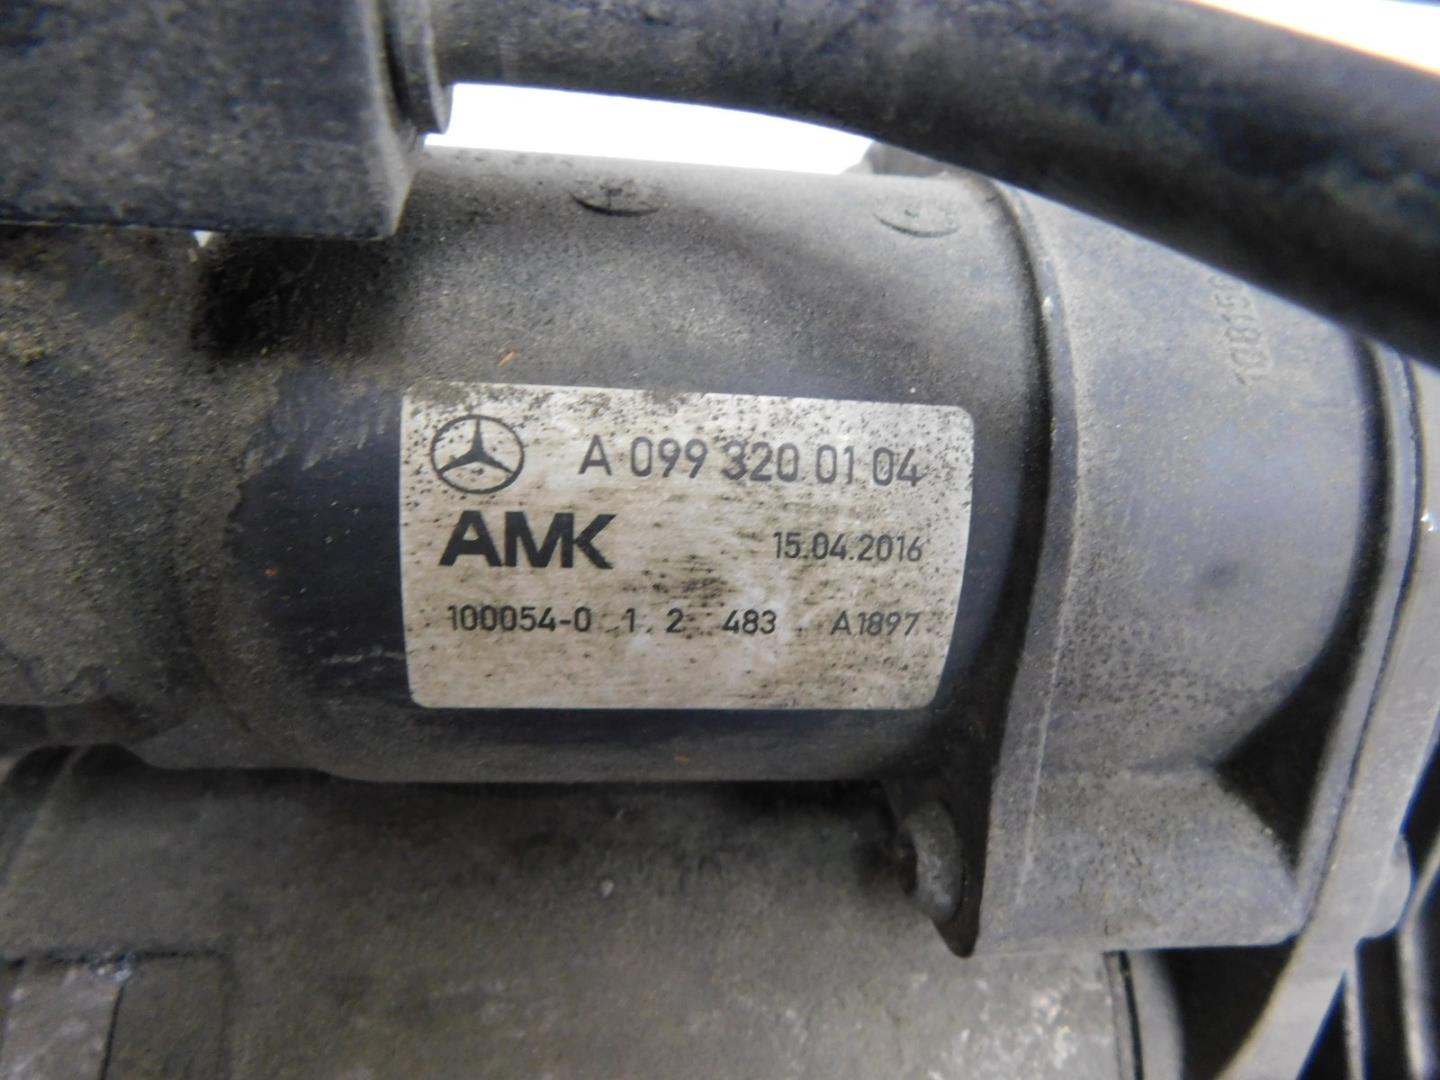 A 099 320 01 04
AMK 15.04.2016
100054-0 1 2 483 A1897